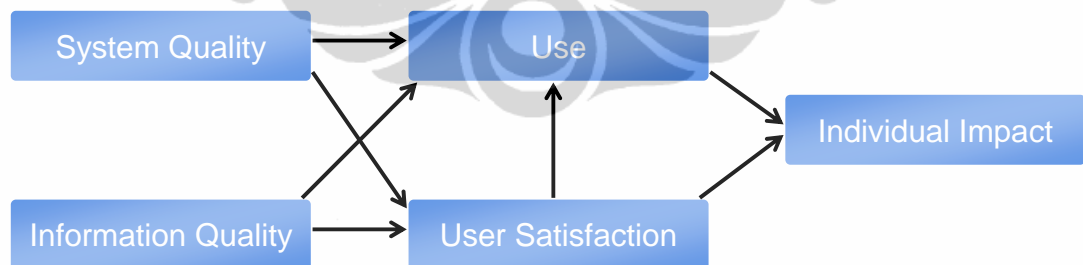 System Quality
Use
Individual Impact
Information Quality
User Satisfaction